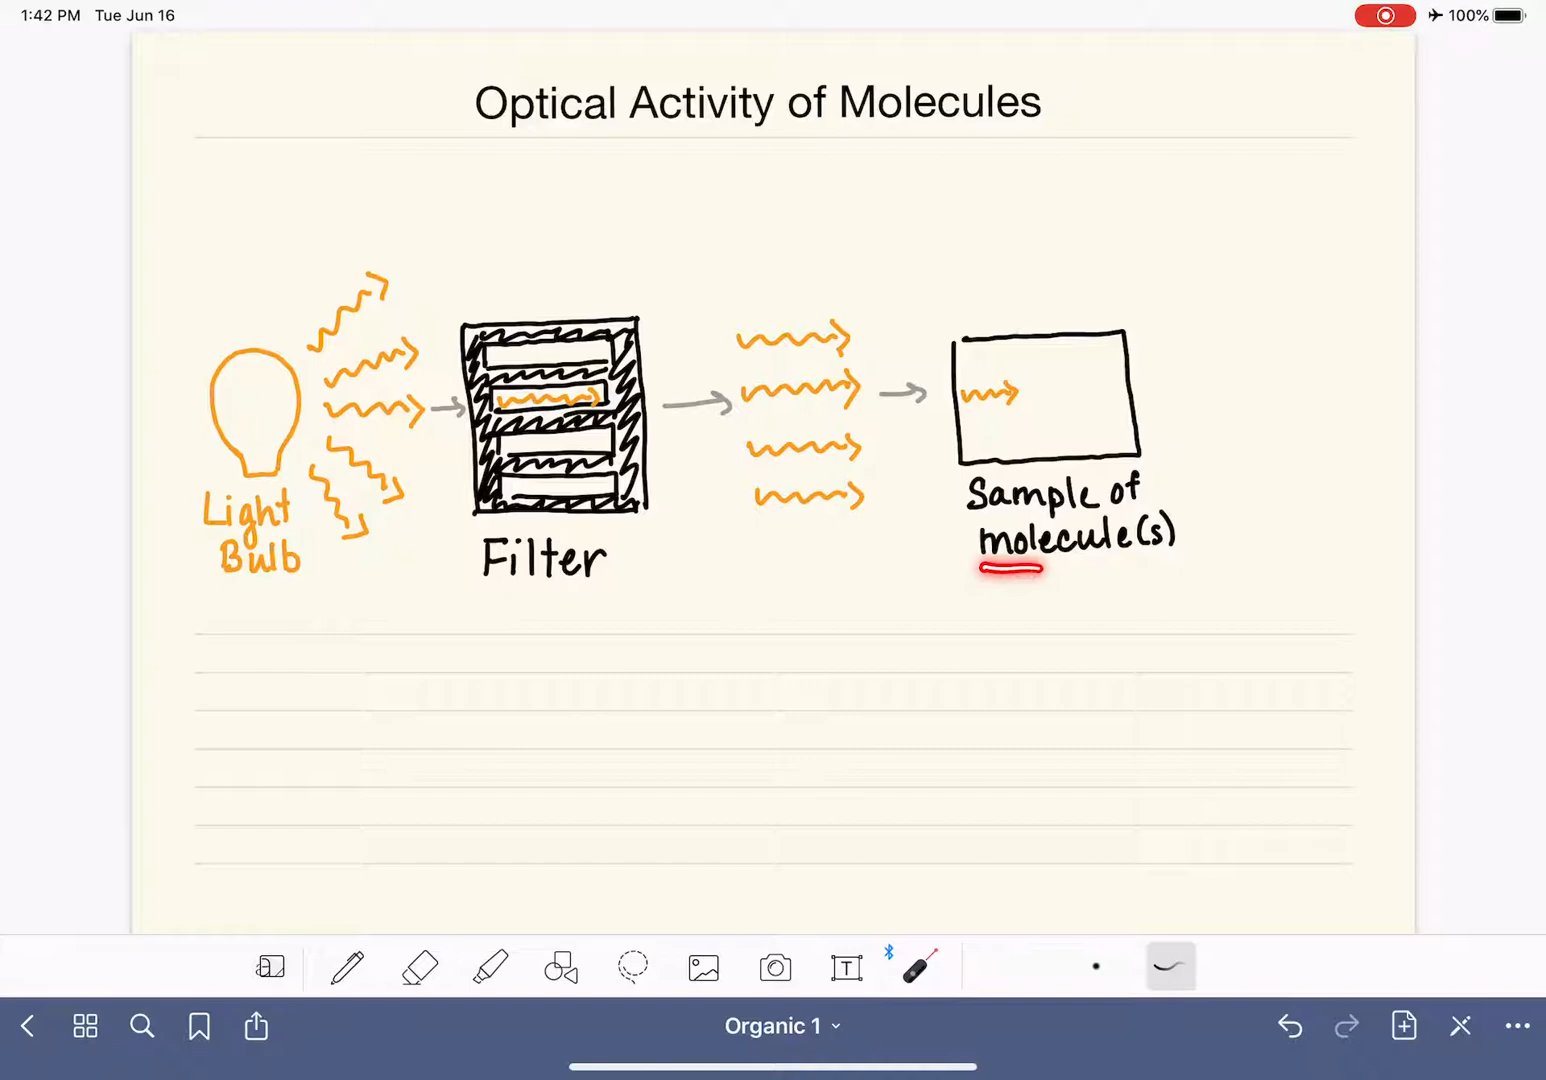 1:42 PM Tue Jun 16
100%
Optical Activity of Molecules
Light
Bulb
Filter
Sample of
molecule(s)
T
Organic 1